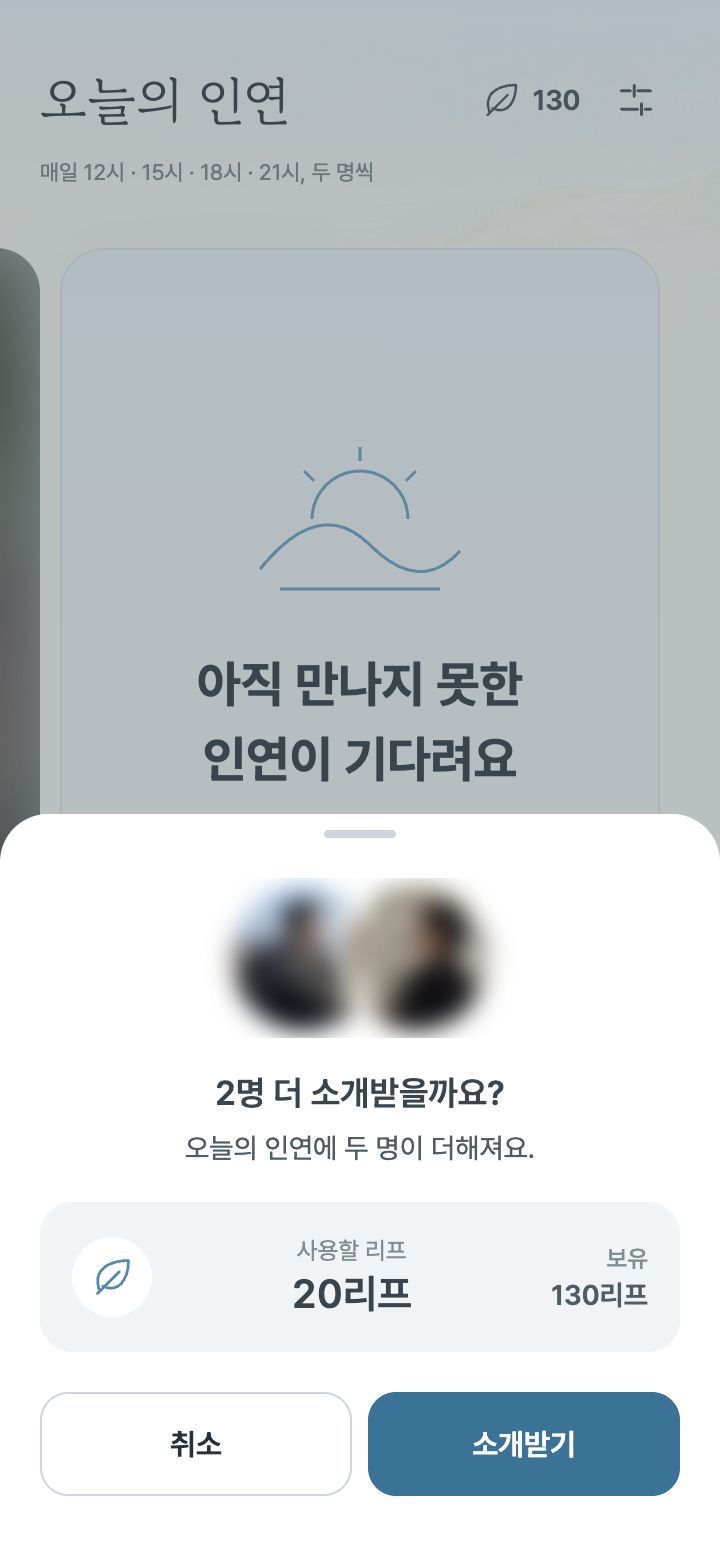 오늘의 인연
130
매일 12시 · 15시 · 18시 · 21시, 두 명씩
아직 만나지 못한
인연이 기다려요
2명 더 소개받을까요?
오늘의 인연에 두 명이 더해져요.
사용할 리프
20리프
보유
130리프
취소
소개받기